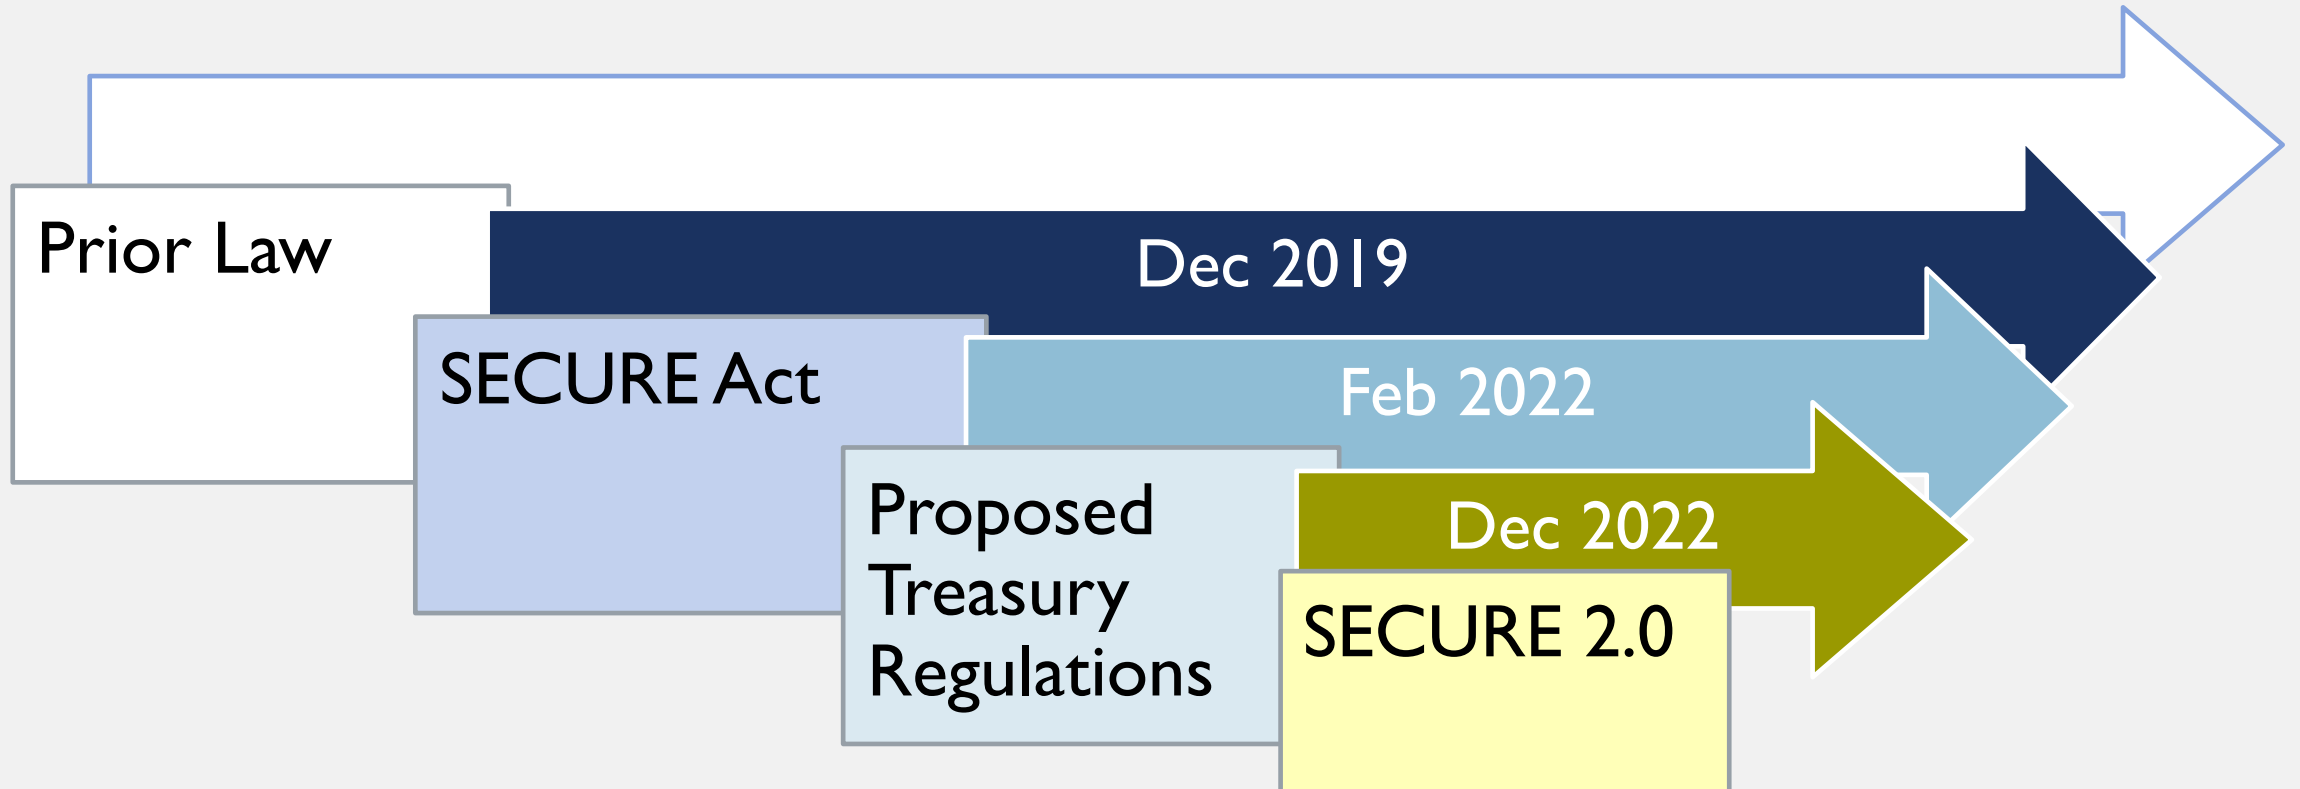 Prior Law
Dec 2019
SECURE Act
Feb 2022
Proposed
Treasury
Regulations
Dec 2022
SECURE 2.0